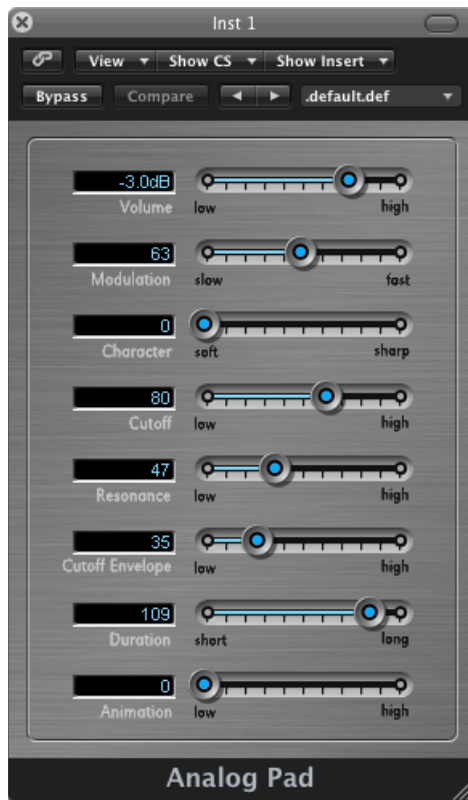 Inst 1
View Show CS Show Insert
Bypass Compare .default.def
-3.0dB
Volume low high
63
Modulation slow fast
0
Character soft sharp
80
Cutoff low high
47
Resonance low high
35
Cutoff Envelope low high
109
Duration short long
0
Animation low high
Analog Pad